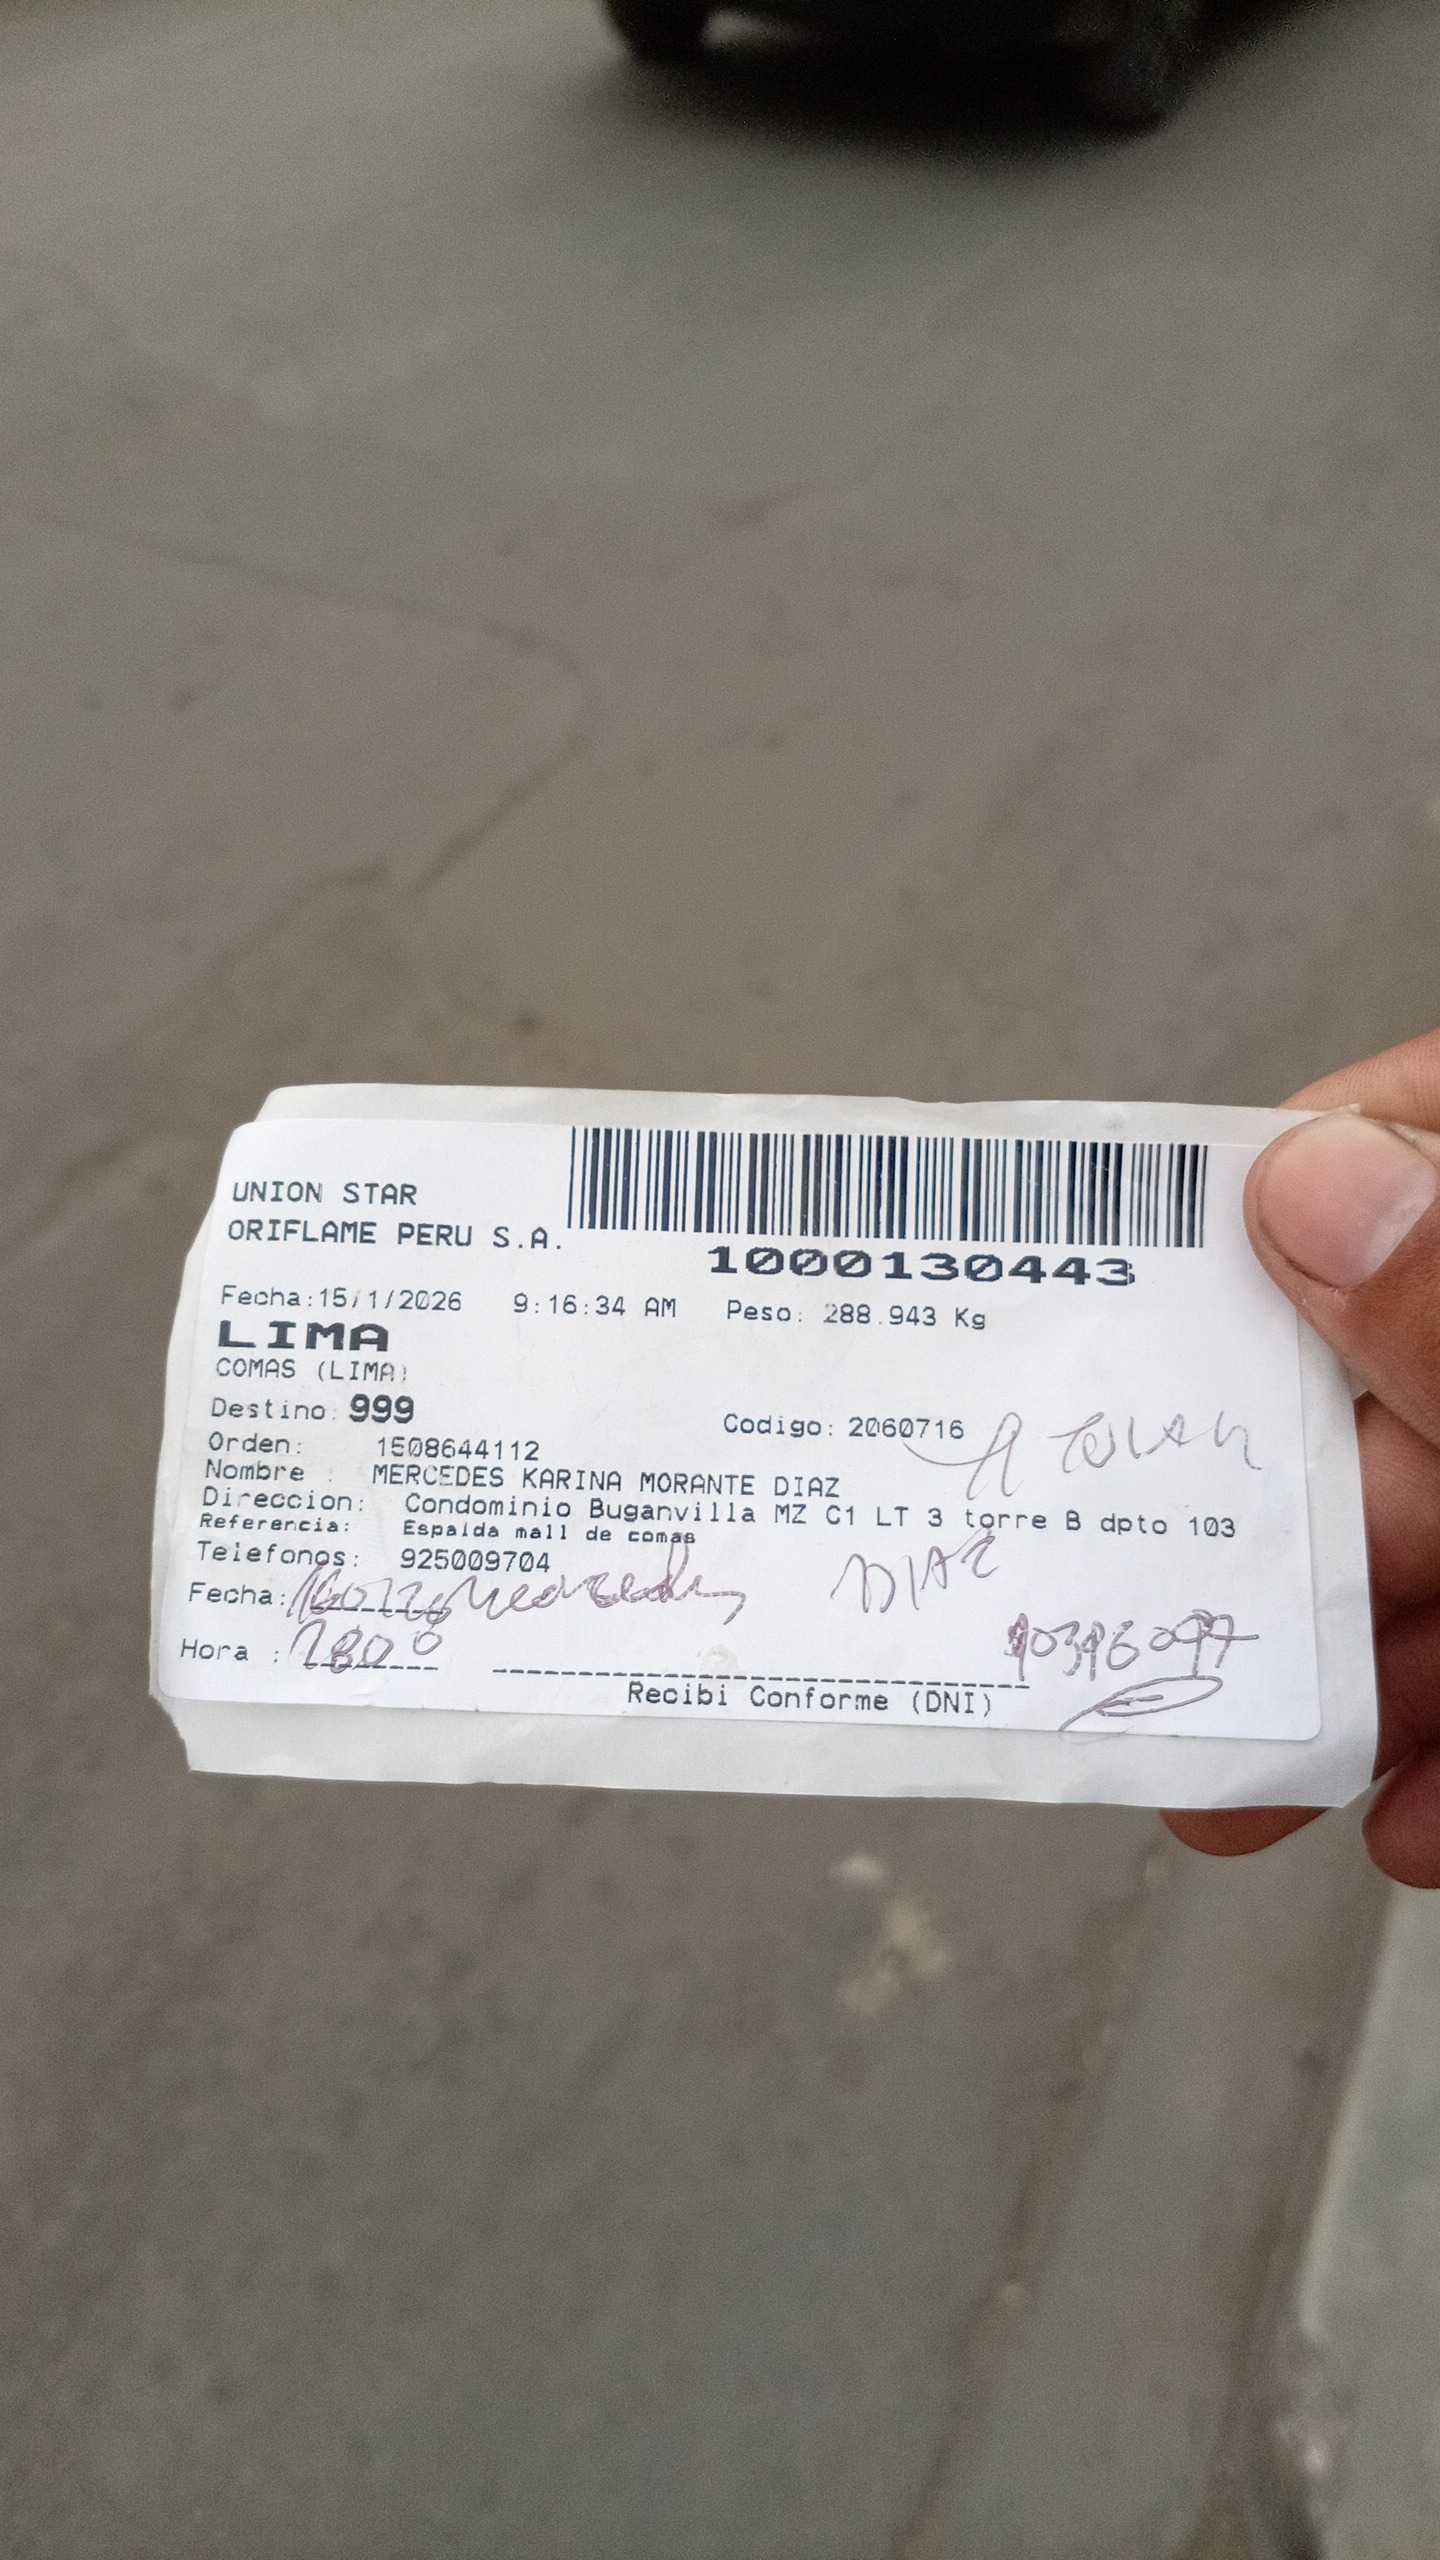 UNION STAR
ORIFLAME PERU S.A.
1000130443
Fecha:15/1/2026 9:16:34 AM Peso: 288.943 Kg
LIMA
COMAS (LIMA)
Destino: 999 Codigo: 2060716
Orden: 1508644112
Nombre : MERCEDES KARINA MORANTE DIAZ
Direccion: Condominio Buganvilla MZ C1 LT 3 torre B dpto 103
Referencia: Espalda mall de comas
Telefonos: 925009704
DIAZ
Fecha: Mercedes
Hora :
Recibi Conforme (DNI)